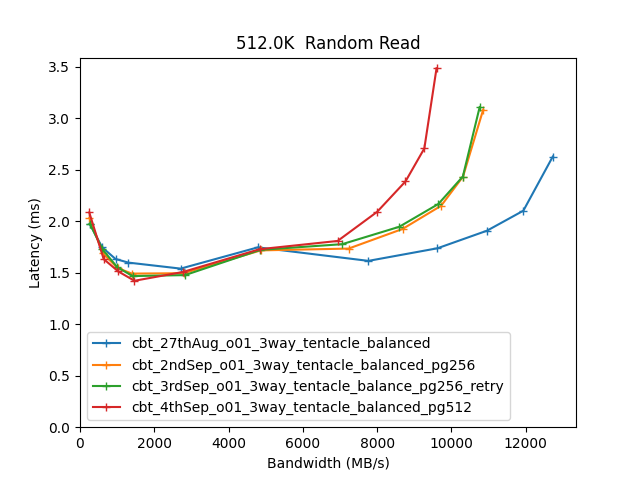 512.0K  Random Read
Latency (ms)
3.5
3.0
2.5
2.0
1.5
1.0
0.5
0.0
cbt_27thAug_o01_3way_tentacle_balanced
cbt_2ndSep_o01_3way_tentacle_balanced_pg256
cbt_3rdSep_o01_3way_tentacle_balance_pg256_retry
cbt_4thSep_o01_3way_tentacle_balanced_pg512
0 2000 4000 6000 8000 10000 12000
Bandwidth (MB/s)